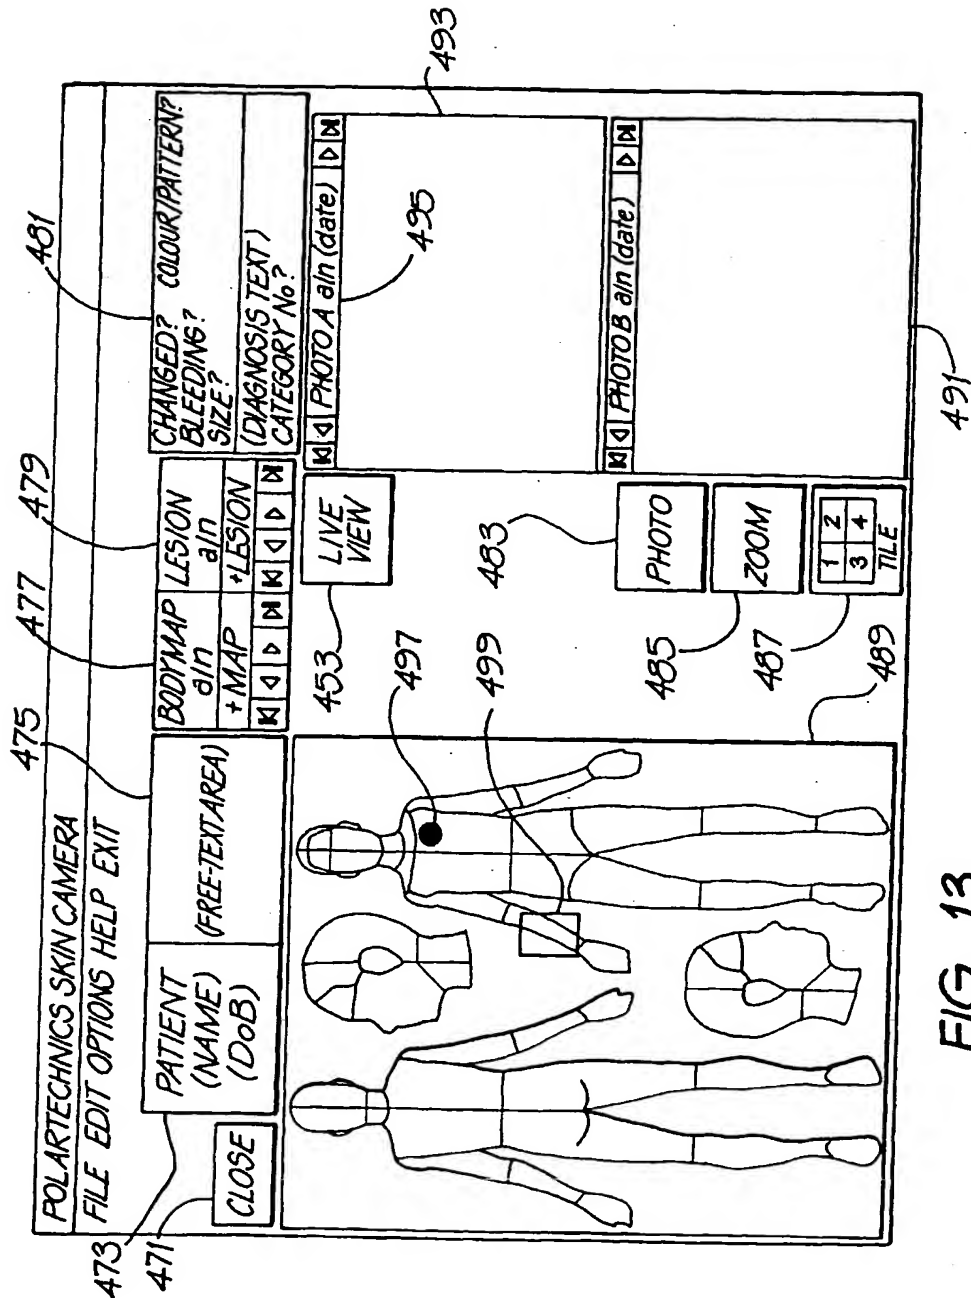 POLARTECHNICS SKIN CAMERA
FILE EDIT OPTIONS HELP EXIT
473
471
CLOSE
PATIENT
(NAME)
(DoB)
475
(FREE-TEXT AREA)
477
BODYMAP
a/n
+ MAP
479
LESION
a/n
+LESION
481
CHANGED? COLOUR/PATTERN?
BLEEDING?
SIZE?
(DIAGNOSIS TEXT)
CATEGORY No?
453
LIVE
VIEW
PHOTO A a/n (date)
495
493
497
499
483
PHOTO
485
ZOOM
487
1 2
3 4
TILE
489
PHOTO B a/n (date)
491
FIG. 13